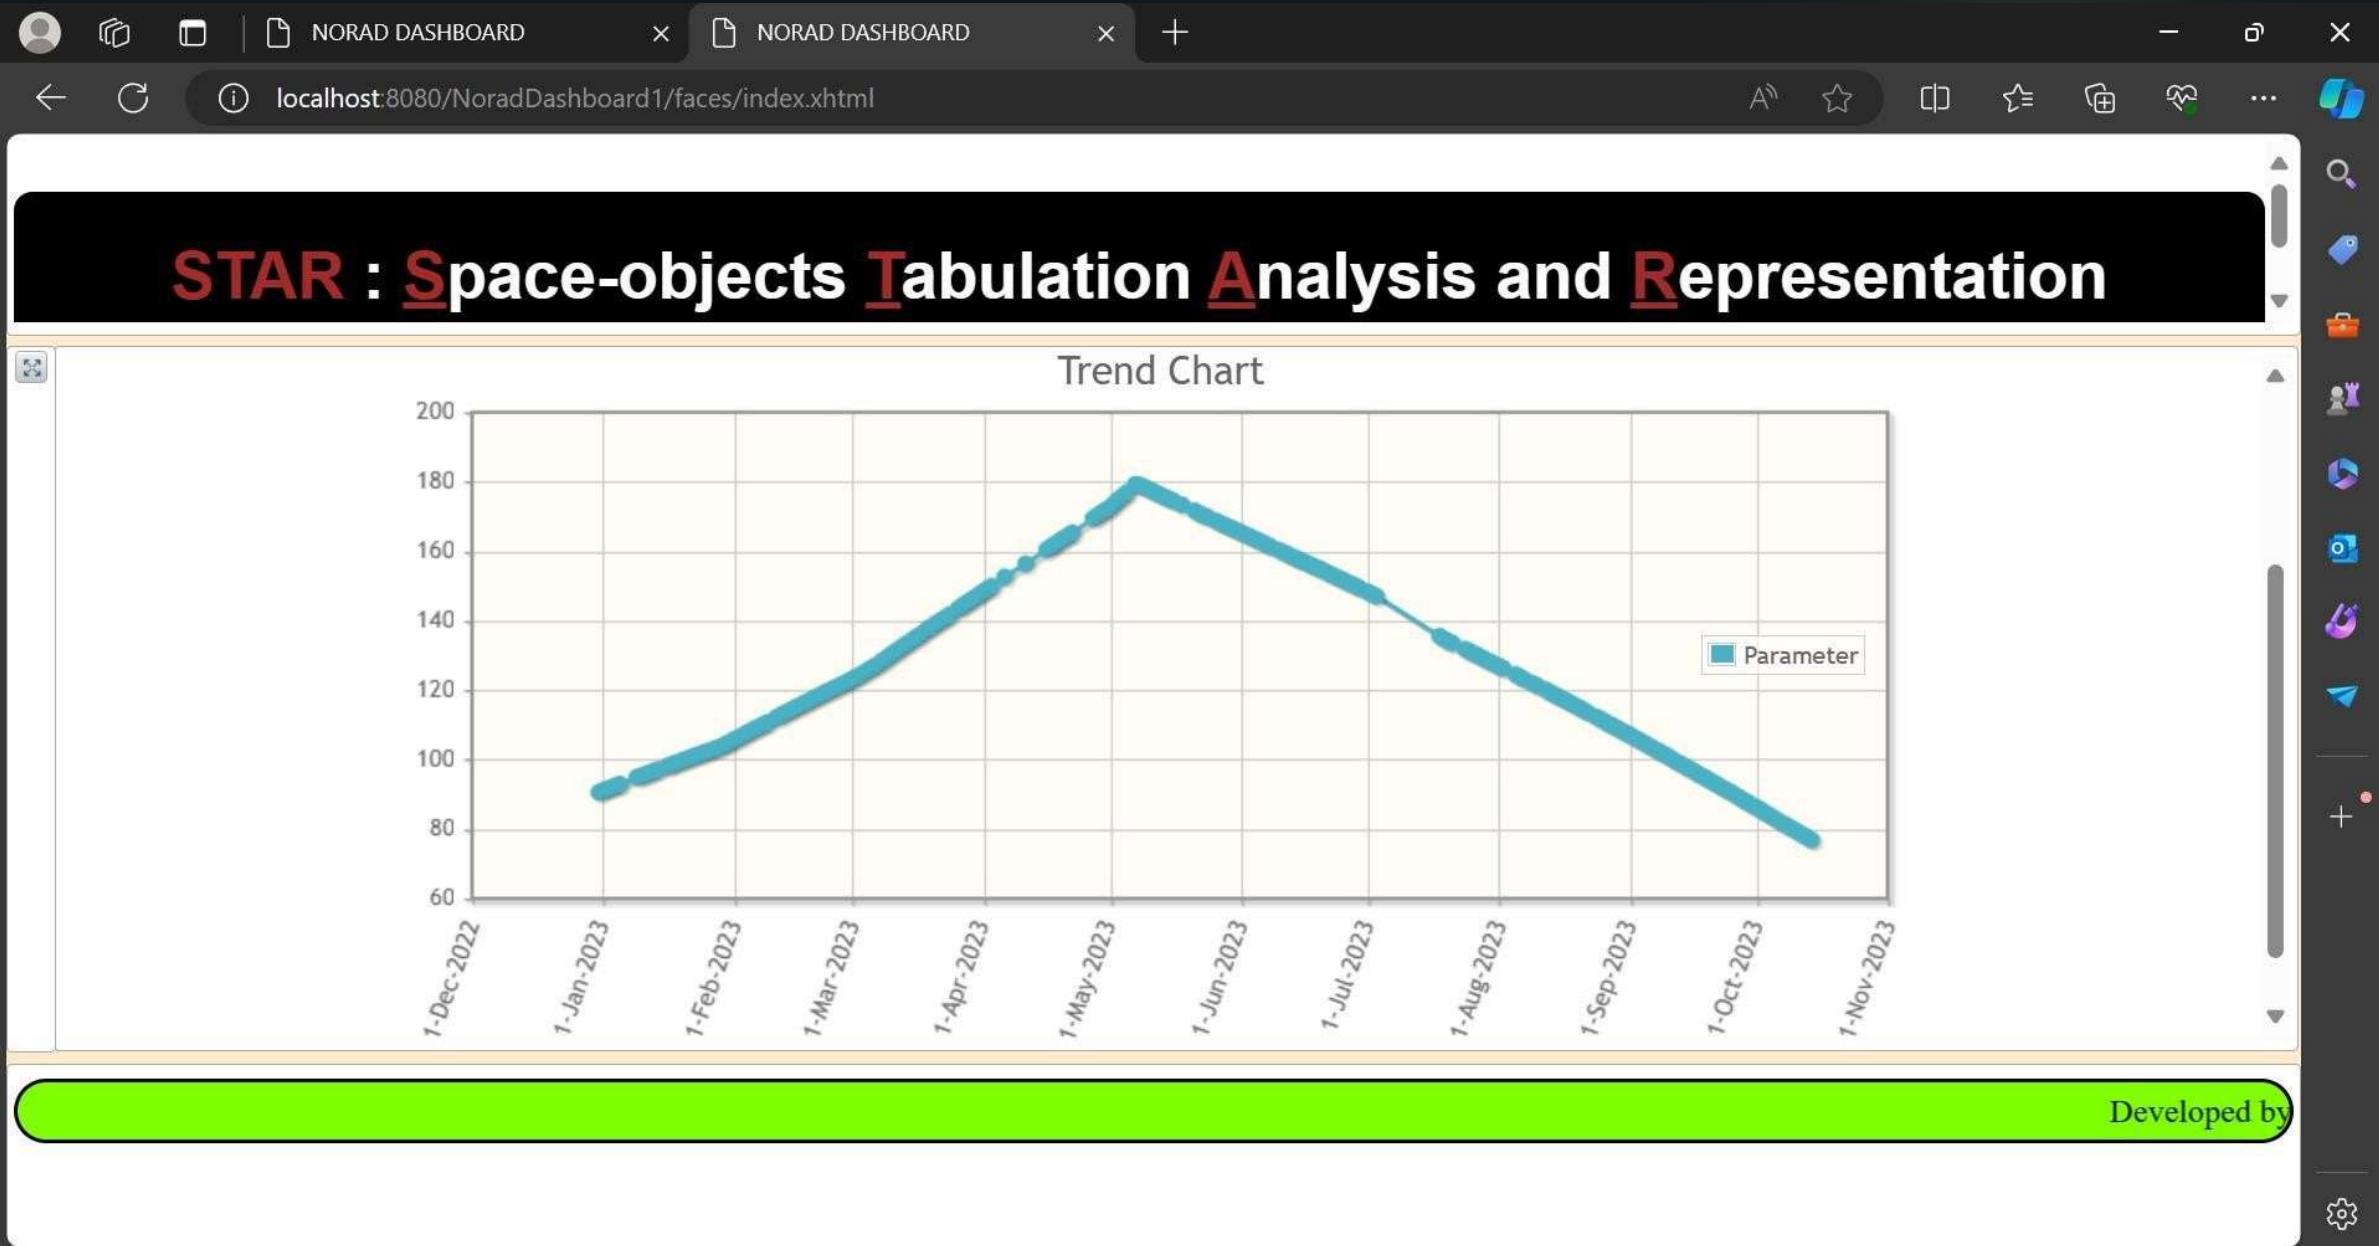 NORAD DASHBOARD
NORAD DASHBOARD
localhost:8080/NoradDashboard1/faces/index.xhtml
STAR : Space-objects Tabulation Analysis and Representation
Trend Chart
200
180
160
140
120
100
80
60
Parameter
1-Dec-2022
1-Jan-2023
1-Feb-2023
1-Mar-2023
1-Apr-2023
1-May-2023
1-Jun-2023
1-Jul-2023
1-Aug-2023
1-Sep-2023
1-Oct-2023
1-Nov-2023
Developed by